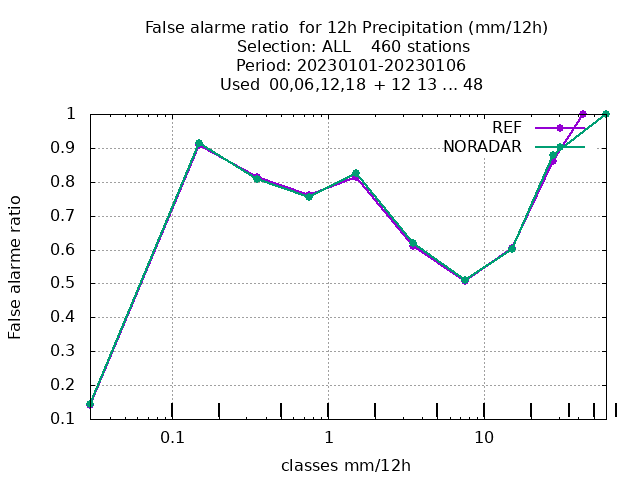 False alarme ratio  for 12h Precipitation (mm/12h)
Selection: ALL    460 stations
Period: 20230101-20230106
Used 00,06,12,18 + 12 13 ... 48
REF
NORADAR
1
0.9
0.8
0.7
0.6
0.5
0.4
0.3
0.2
0.1
False alarme ratio
0.1
1
10
classes mm/12h